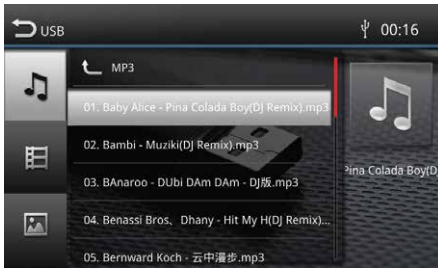 USB
00:16
MP3
01. Baby Alice - Pina Colada Boy(DJ Remix).mp3
02. Bambi - Muziki(DJ Remix).mp3
03. BAnaroo - DUbi DAm DAm - DJ版.mp3
04. Benassi Bros、Dhany - Hit My H(DJ Remix)...
05. Bernward Koch - 云中漫步.mp3
Pina Colada Boy(D